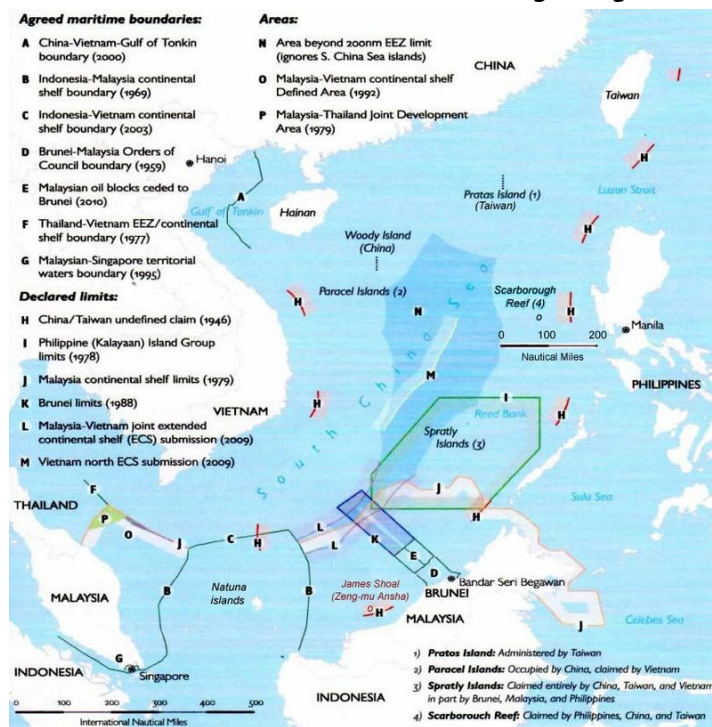 Agreed maritime boundaries:
A China-Vietnam-Gulf of Tonkin
boundary (2000)
B Indonesia-Malaysia continental
shelf boundary (1969)
C Indonesia-Vietnam continental
shelf boundary (2003)
D Brunei-Malaysia Orders of
Council boundary (1959)
E Malaysian oil blocks ceded to
Brunei (2010)
F Thailand-Vietnam EEZ/continental
shelf boundary (1977)
G Malaysian-Singapore territorial
waters boundary (1995)
Declared limits:
H China/Taiwan undefined claim (1946)
I Philippine (Kalayaan) Island Group
limits (1978)
J Malaysia continental shelf limits (1979)
K Brunei limits (1988)
L Malaysia-Vietnam joint extended
continental shelf (ECS) submission (2009)
M Vietnam north ECS submission (2009)
Areas:
N Area beyond 200nm EEZ limit
(ignores S. China Sea islands)
O Malaysia-Vietnam continental shelf
Defined Area (1992)
P Malaysia-Thailand Joint Development
Area (1979)
CHINA
Taiwan
H
Hanoi
A
Gulf of Tonkin
Hainan
Pratas Island (1)
(Taiwan)
Luzon Strait
H
Woody Island
(China)
Paracel Islands (2)
H
N
Scarborough
Reef (4)
H
0 100 200
Nautical Miles
Manila
South China Sea
M
PHILIPPINES
VIETNAM
H
I
Reed Bank
H
Spratly
Islands (3)
THAILAND
F
P
O
J
C
H
L
L
K
J
H
Sulu Sea
E
D
Bandar Seri Begawan
BRUNEI
MALAYSIA
B
Natuna
islands
B
James Shoal
(Zeng-mu Ansha)
H
MALAYSIA
J
Celebes Sea
G
Singapore
INDONESIA
INDONESIA
0 100 200 300 400 500
International Nautical Miles
1) Pratos Island: Administered by Taiwan
2) Paracel Islands: Occupied by China, claimed by Vietnam
3) Spratly Islands: Claimed entirely by China, Taiwan, and Vietnam
in part by Brunei, Malaysia, and Philippines
4) Scarborouch Reef: Claimed by Philippines, China, and Taiwan